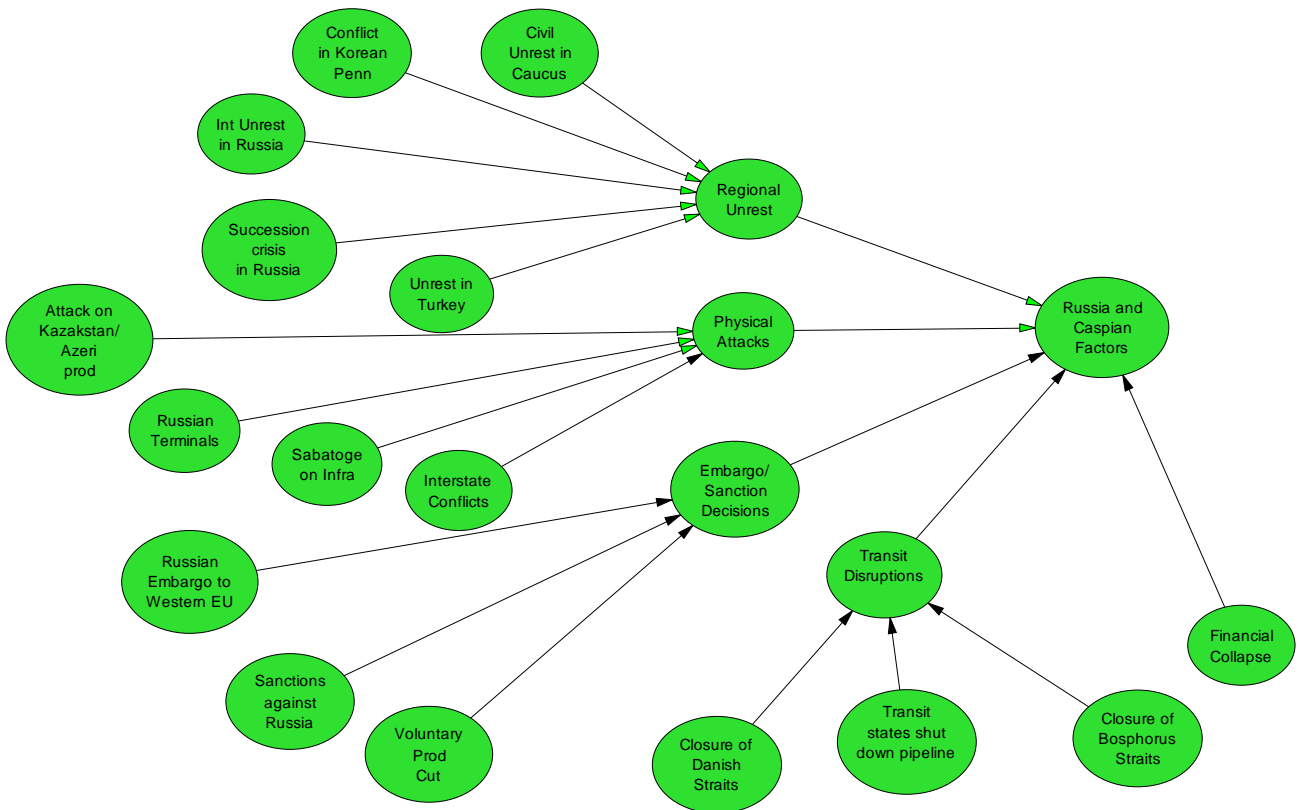 Conflict
in Korean
Penn
Civil
Unrest in
Caucus
Int Unrest
in Russia
Regional
Unrest
Succession
crisis
in Russia
Unrest in
Turkey
Attack on
Kazakstan/
Azeri
prod
Physical
Attacks
Russia and
Caspian
Factors
Russian
Terminals
Sabatoge
on Infra
Interstate
Conflicts
Embargo/
Sanction
Decisions
Russian
Embargo to
Western EU
Transit
Disruptions
Financial
Collapse
Sanctions
against
Russia
Voluntary
Prod
Cut
Closure of
Danish
Straits
Transit
states shut
down pipeline
Closure of
Bosphorus
Straits